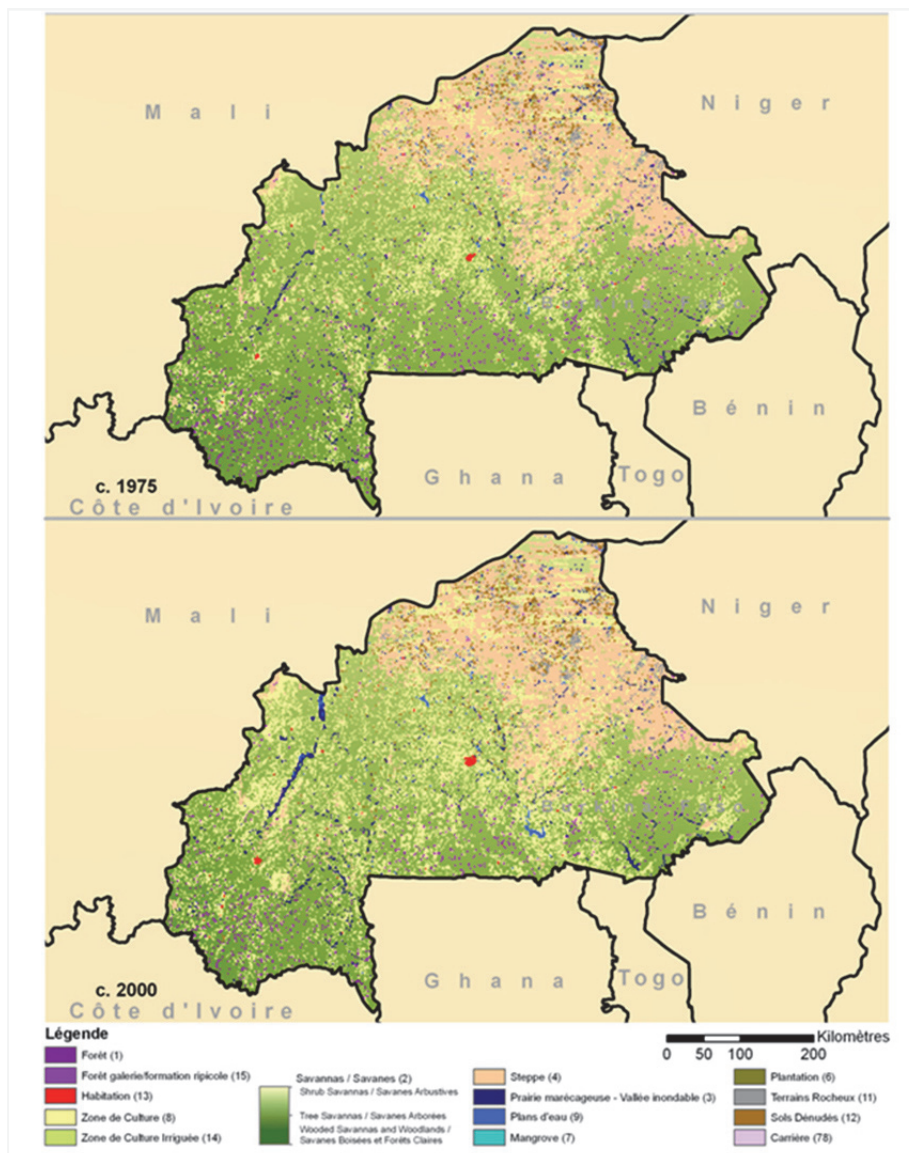 Mali
Niger
Burkina Faso
Bénin
Ghana
Togo
c. 1975
Côte d'Ivoire
Mali
Niger
Burkina Faso
Bénin
Ghana
Togo
c. 2000
Côte d'Ivoire
Légende
Kilomètres
0 50 100 200
Forêt (1)
Forêt galerie/formation ripicole (15)
Habitation (13)
Zone de Culture (8)
Zone de Culture Irriguée (14)
Savannas / Savanes (2)
Shrub Savannas / Savanes Arbustives
Tree Savannas / Savanes Arborées
Wooded Savannas and Woodlands /
Savanes Boisées et Forêts Claires
Steppe (4)
Prairie marécageuse - Vallée inondable (3)
Plans d'eau (9)
Mangrove (7)
Plantation (6)
Terrains Rocheux (11)
Sols Dénudés (12)
Carrière (78)